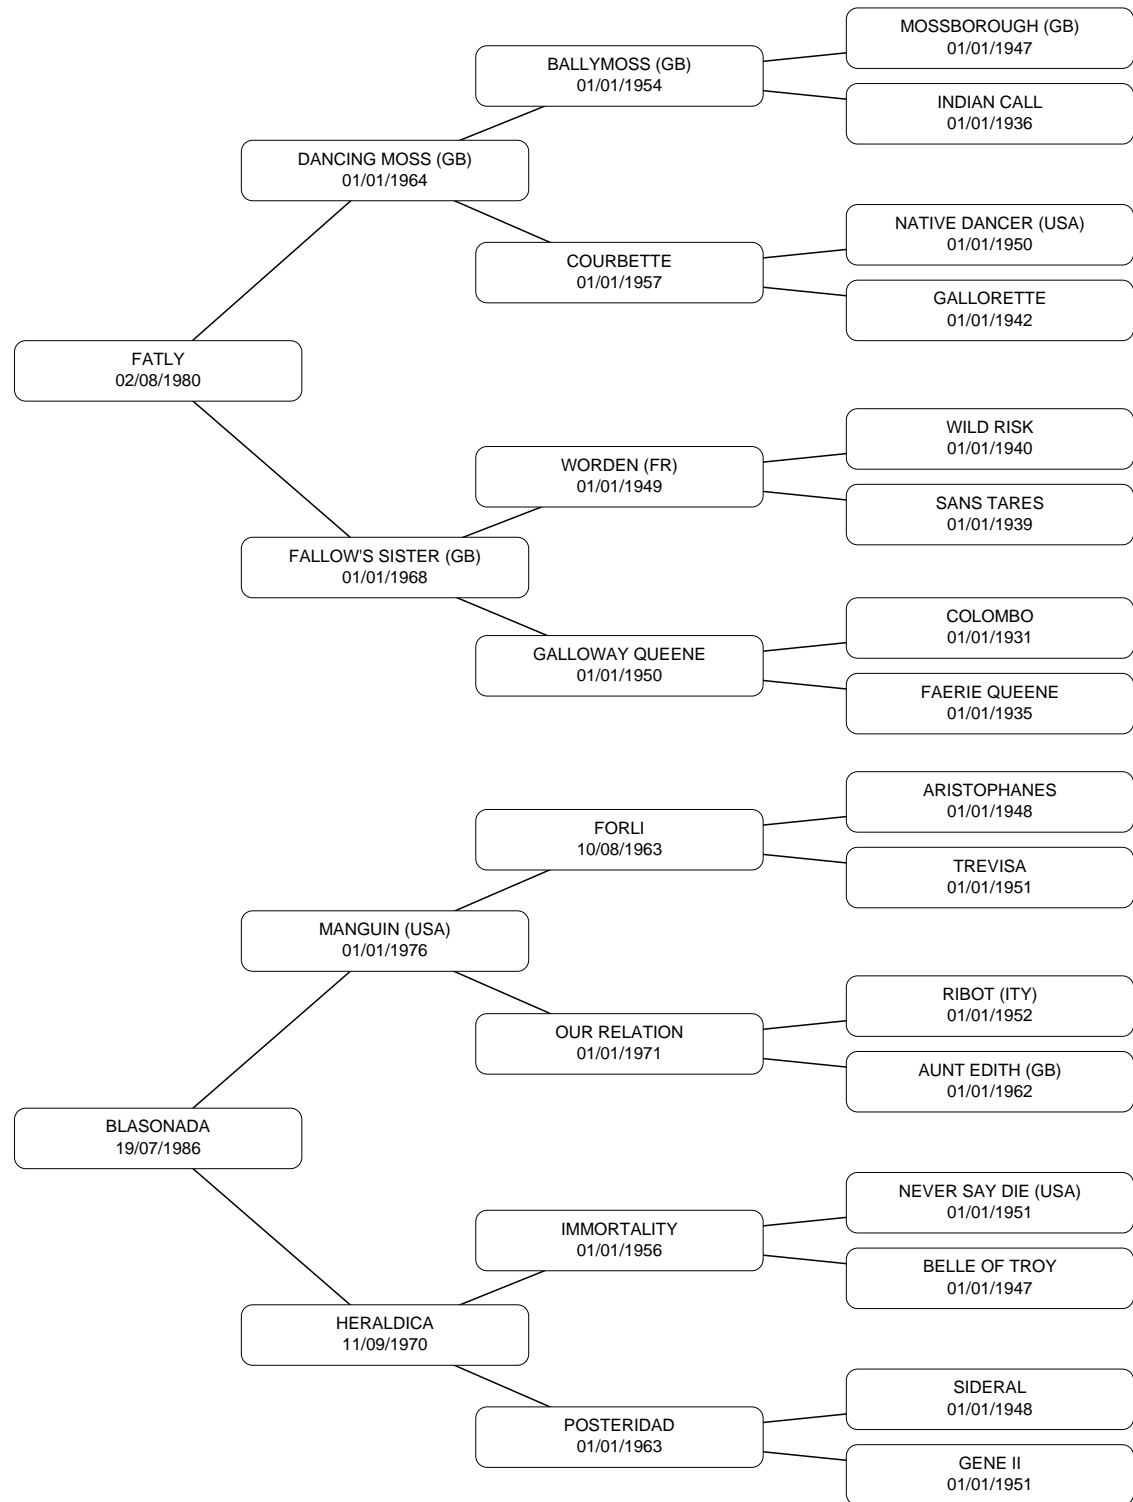 MOSSBOROUGH (GB)
01/01/1947
BALLYMOSS (GB)
01/01/1954
INDIAN CALL
01/01/1936
DANCING MOSS (GB)
01/01/1964
NATIVE DANCER (USA)
01/01/1950
COURBETTE
01/01/1957
GALLORETTE
01/01/1942
FATLY
02/08/1980
WILD RISK
01/01/1940
WORDEN (FR)
01/01/1949
SANS TARES
01/01/1939
FALLOW'S SISTER (GB)
01/01/1968
COLOMBO
01/01/1931
GALLOWAY QUEENE
01/01/1950
FAERIE QUEENE
01/01/1935
ARISTOPHANES
01/01/1948
FORLI
10/08/1963
TREVISA
01/01/1951
MANGUIN (USA)
01/01/1976
RIBOT (ITY)
01/01/1952
OUR RELATION
01/01/1971
AUNT EDITH (GB)
01/01/1962
BLASONADA
19/07/1986
NEVER SAY DIE (USA)
01/01/1951
IMMORTALITY
01/01/1956
BELLE OF TROY
01/01/1947
HERALDICA
11/09/1970
SIDERAL
01/01/1948
POSTERIDAD
01/01/1963
GENE II
01/01/1951